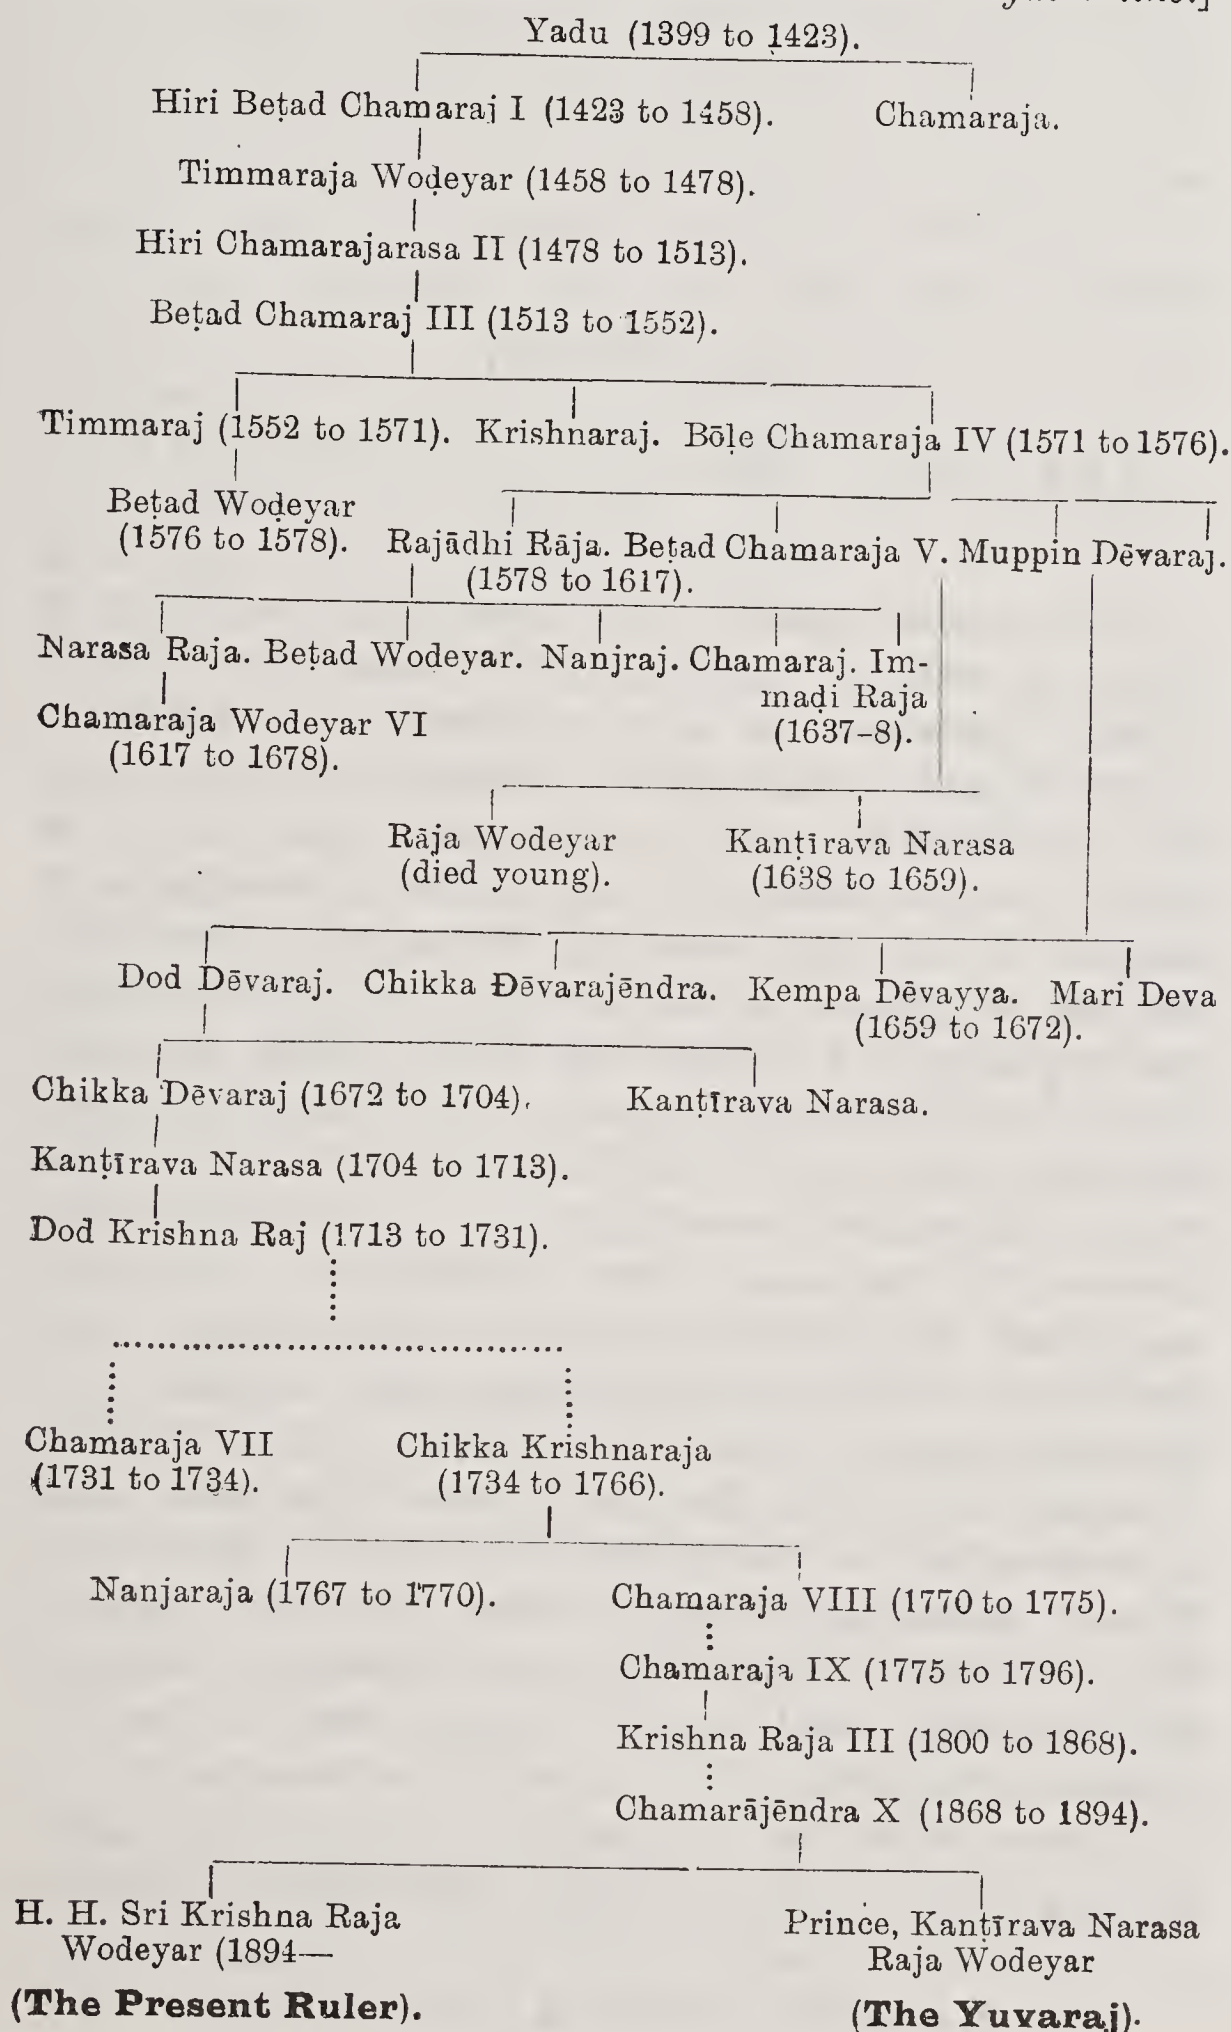 Yadu (1399 to 1423).
Hiri Beṭad Chamaraj I (1423 to 1458). Chamaraja.
Timmaraja Woḍeyar (1458 to 1478).
Hiri Chamarajarasa II (1478 to 1513).
Beṭad Chamaraj III (1513 to 1552).
Timmaraj (1552 to 1571). Krishnaraj. Bōḷe Chamaraja IV (1571 to 1576).
Beṭad Woḍeyar
(1576 to 1578). Rajādhi Rāja. Beṭad Chamaraja V. Muppin Dēvaraj.
(1578 to 1617).
Narasa Raja. Beṭad Wodeyar. Nanjraj. Chamaraj. Im-
maḍi Raja
Chamaraja Wodeyar VI (1637–8).
(1617 to 1678).
Rāja Wodeyar Kanṭīrava Narasa
(died young). (1638 to 1659).
Dod Dēvaraj. Chikka Dēvarajēndra. Kempa Dēvayya. Mari Deva
(1659 to 1672).
Chikka Dēvaraj (1672 to 1704). Kanṭīrava Narasa.
Kanṭīrava Narasa (1704 to 1713).
Dod Krishna Raj (1713 to 1731).
Chamaraja VII Chikka Krishnaraja
(1731 to 1734). (1734 to 1766).
Nanjaraja (1767 to 1770). Chamaraja VIII (1770 to 1775).
Chamaraja IX (1775 to 1796).
Krishna Raja III (1800 to 1868).
Chamarājēndra X (1868 to 1894).
H. H. Sri Krishna Raja Prince, Kanṭīrava Narasa
Wodeyar (1894— Raja Wodeyar
(The Present Ruler). (The Yuvaraj).